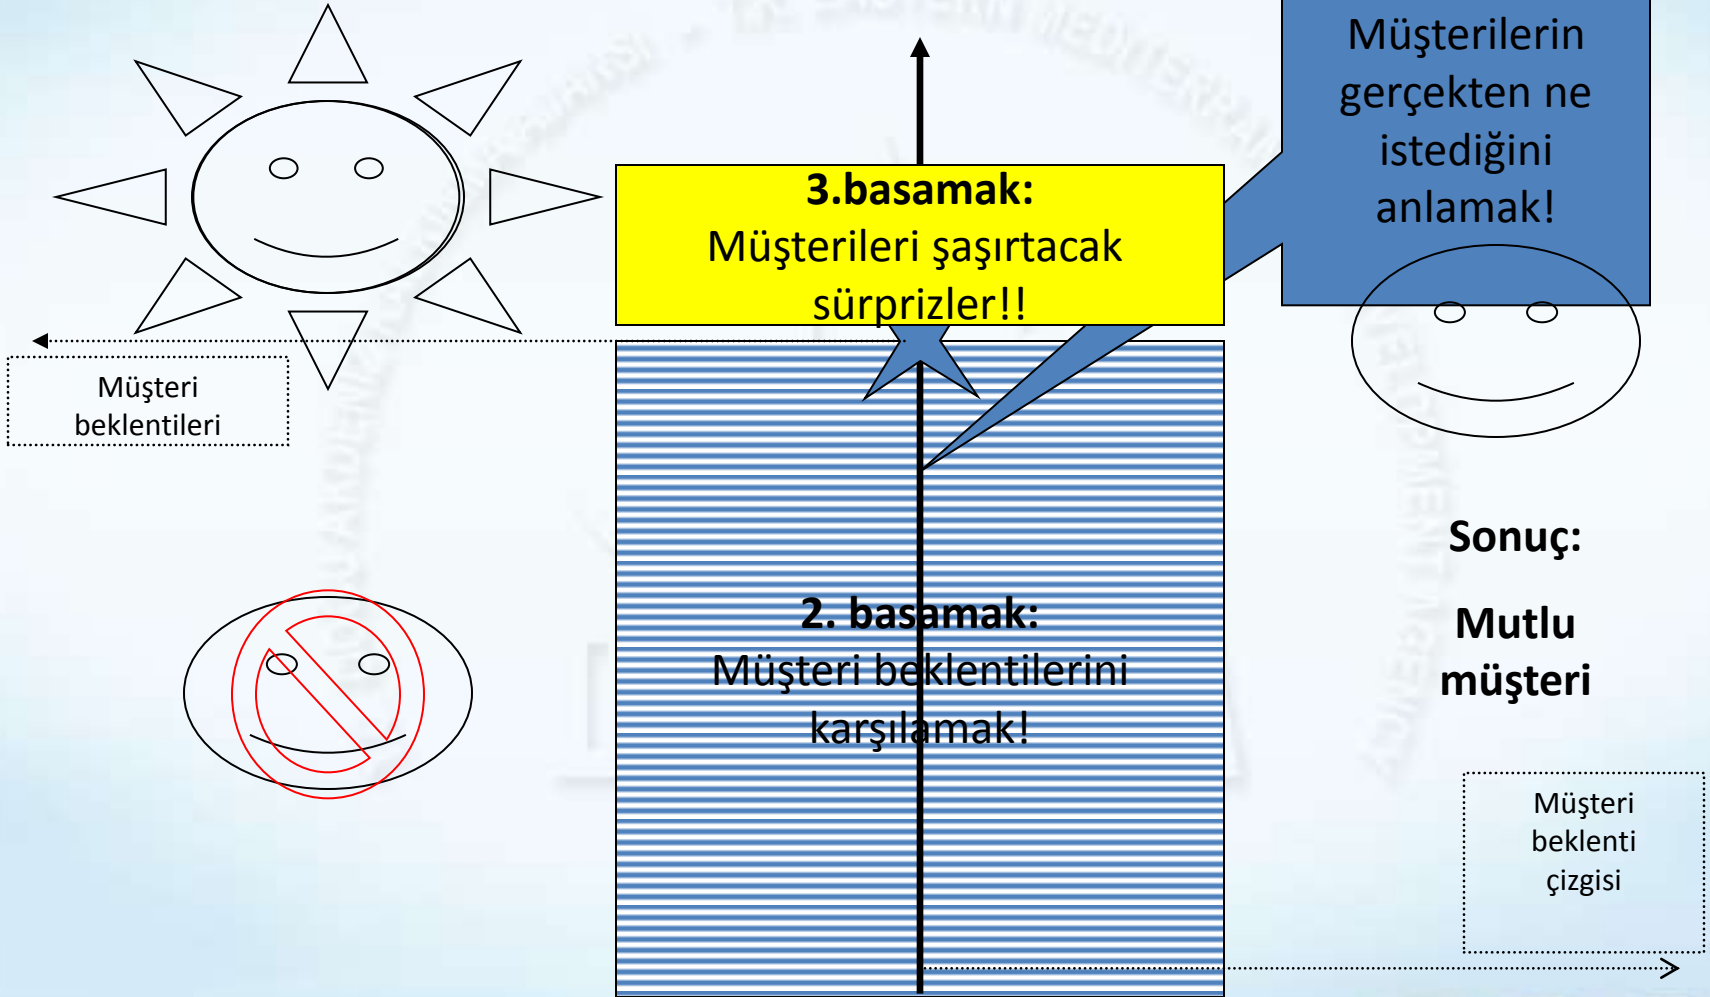 Müşterilerin
gerçekten ne
istediğini
anlamak!
3.basamak:
Müşterileri şaşırtacak
sürprizler!!
Müşteri
beklentileri
2. basamak:
Müşteri beklentilerini
karşılamak!
Sonuç:
Mutlu
müşteri
Müşteri
beklenti
çizgisi